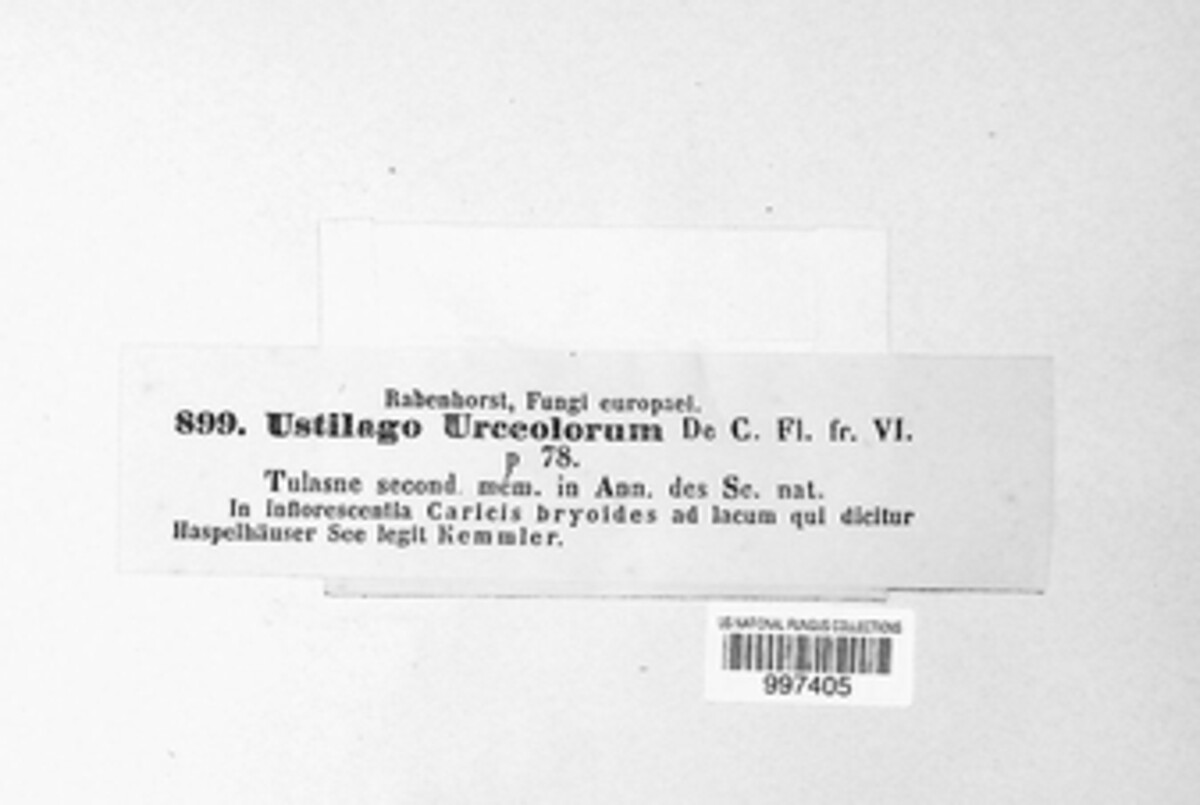 Rabenhorst, Fungi europaei.
899. Ustilago Urceolorum De C. Fl. fr. VI.
p 78.
Tulasne second. mém. in Ann. des Sc. nat.
In inflorescentia Caricis bryoides ad lacum qui dicitur
Haspelhäuser See legit Kemmler.
US NATIONAL FUNGUS COLLECTIONS
997405